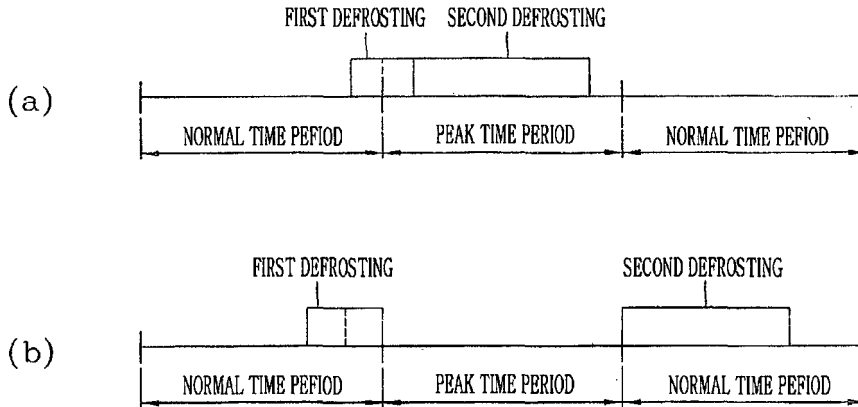 FIRST DEFROSTING SECOND DEFROSTING
(a)
NORMAL TIME PEFIOD PEAK TIME PERIOD NORMAL TIME PEFIOD
FIRST DEFROSTING SECOND DEFROSTING
(b)
NORMAL TIME PEFIOD PEAK TIME PERIOD NORMAL TIME PEFIOD